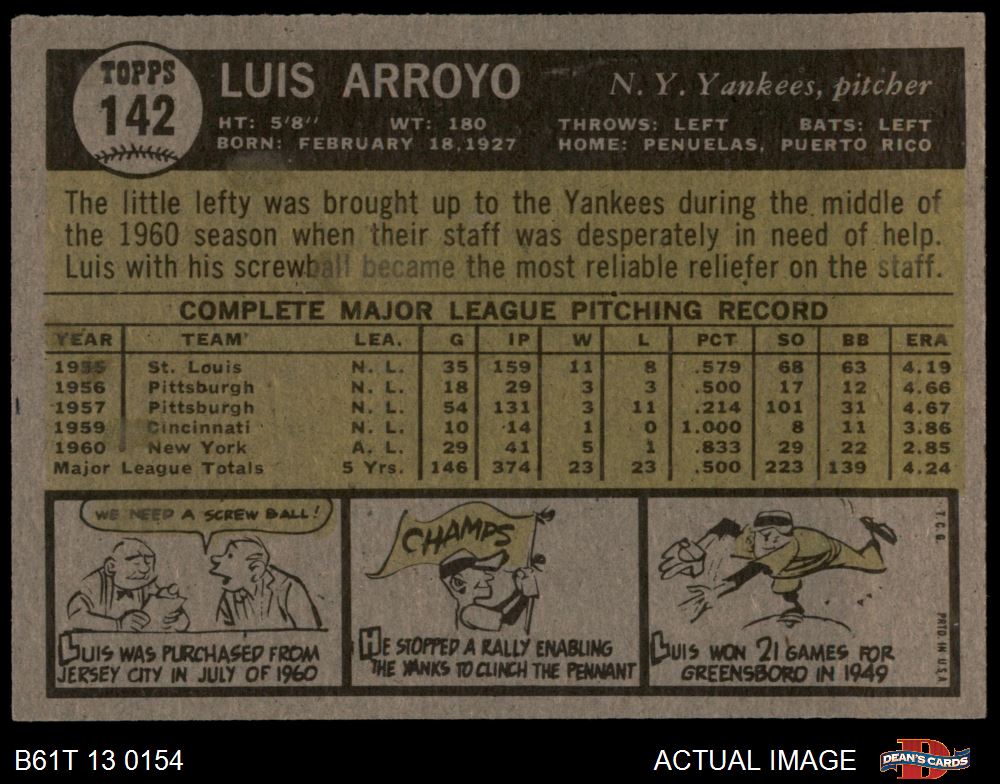 TOPPS
142
LUIS ARROYO
N. Y. Yankees, pitcher
HT: 5'8'' WT: 180 THROWS: LEFT BATS: LEFT
BORN: FEBRUARY 18, 1927 HOME: PENUELAS, PUERTO RICO
The little lefty was brought up to the Yankees during the middle of
the 1960 season when their staff was desperately in need of help.
Luis with his screwball became the most reliable reliefer on the staff.
COMPLETE MAJOR LEAGUE PITCHING RECORD
YEAR TEAM LEA. G IP W L PCT SO BB ERA
1955 St. Louis N. L. 35 159 11 8 .579 68 63 4.19
1956 Pittsburgh N. L. 18 29 3 3 .500 17 12 4.66
1957 Pittsburgh N. L. 54 131 3 11 .214 101 31 4.67
1959 Cincinnati N. L. 10 14 1 0 1.000 8 11 3.86
1960 New York A. L. 29 41 5 1 .833 29 22 2.85
Major League Totals 5 Yrs. 146 374 23 23 .500 223 139 4.24
WE NEED A SCREW BALL!
LUIS WAS PURCHASED FROM
JERSEY CITY IN JULY OF 1960
CHAMPS
HE STOPPED A RALLY ENABLING
THE YANKS TO CLINCH THE PENNANT
LUIS WON 21 GAMES FOR
GREENSBORO IN 1949
T.C.G. PRTD. IN U.S.A.
B61T 13 0154
ACTUAL IMAGE
DEAN'S CARDS